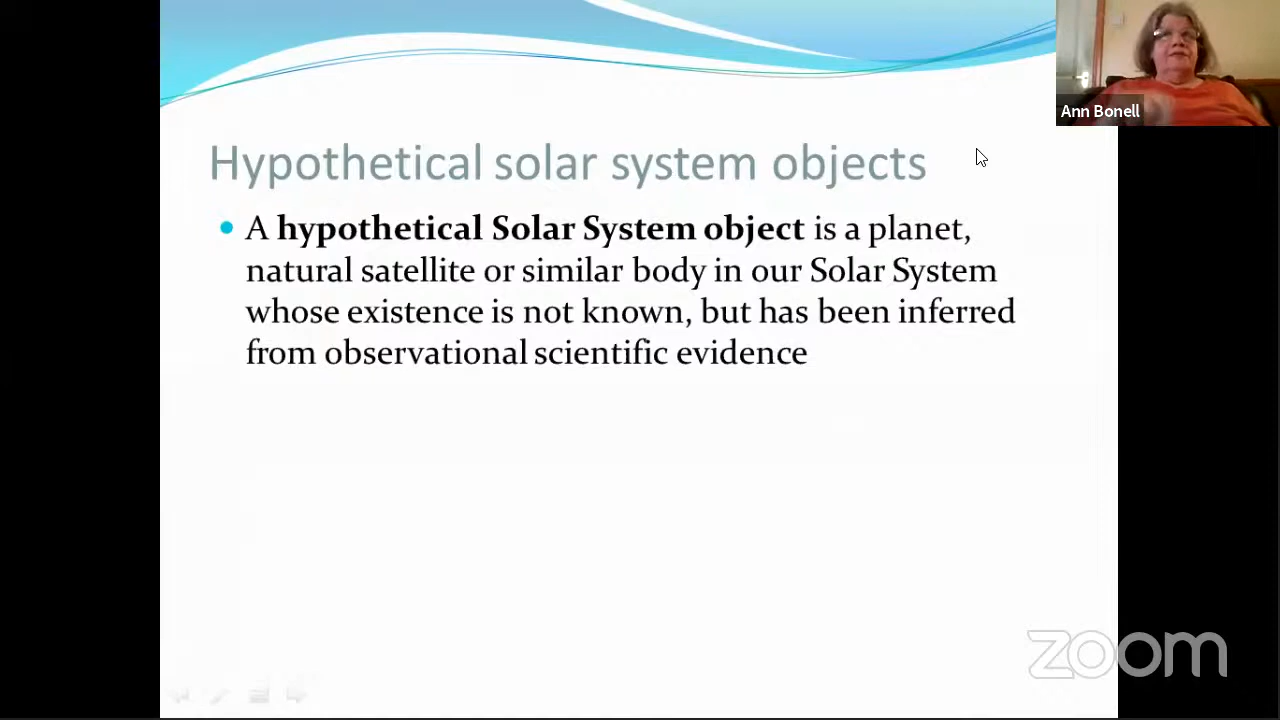 Ann Bonell
Hypothetical solar system objects
A hypothetical Solar System object is a planet,
natural satellite or similar body in our Solar System
whose existence is not known, but has been inferred
from observational scientific evidence
zoom